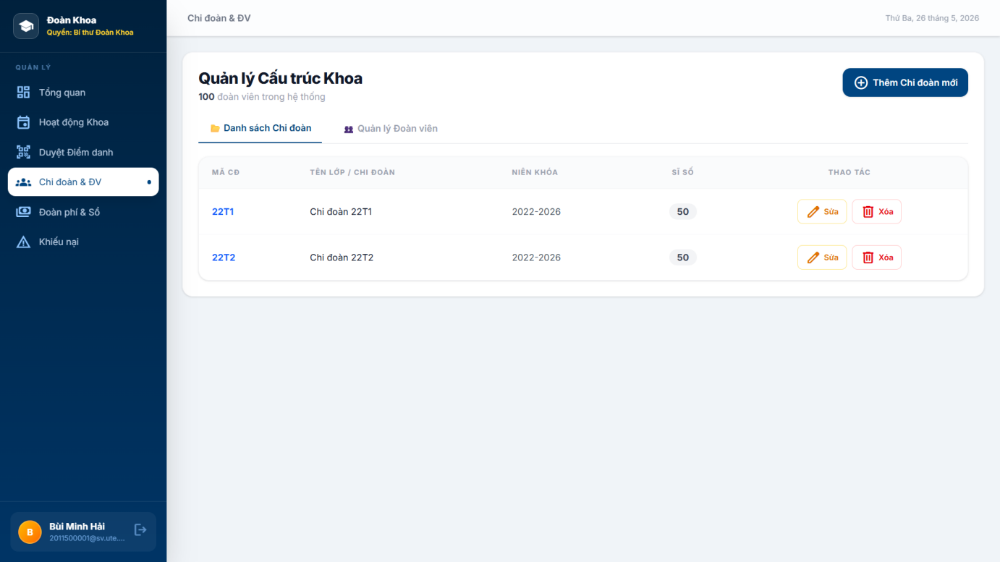 Đoàn Khoa
Quyền: Bí thư Đoàn Khoa
QUẢN LÝ
Tổng quan
Hoạt động Khoa
Duyệt Điểm danh
Chi đoàn & ĐV
Đoàn phí & Sổ
Khiếu nại
Bùi Minh Hải
2011500001@sv.ute....
B
Chi đoàn & ĐV
Thứ Ba, 26 tháng 5, 2026
Quản lý Cấu trúc Khoa
100 đoàn viên trong hệ thống
Thêm Chi đoàn mới
Danh sách Chi đoàn
Quản lý Đoàn viên
MÃ CĐ TÊN LỚP / CHI ĐOÀN NIÊN KHÓA SĨ SỐ THAO TÁC
22T1 Chi đoàn 22T1 2022-2026 50 Sửa Xóa
22T2 Chi đoàn 22T2 2022-2026 50 Sửa Xóa